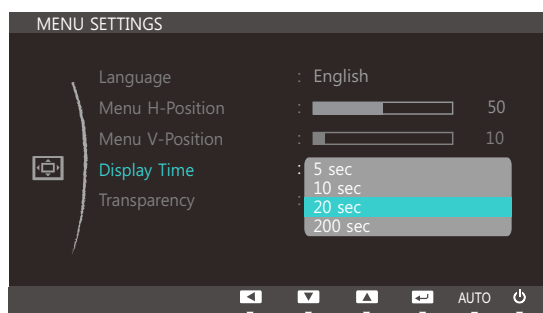 MENU SETTINGS
Language : English
Menu H-Position : 50
Menu V-Position : 10
Display Time : 5 sec
10 sec
20 sec
200 sec
Transparency :
AUTO